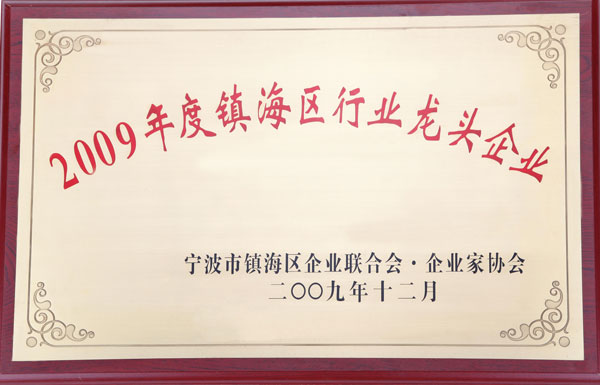 2009年度镇海区行业龙头企业
宁波市镇海区企业联合会·企业家协会
二〇〇九年十二月